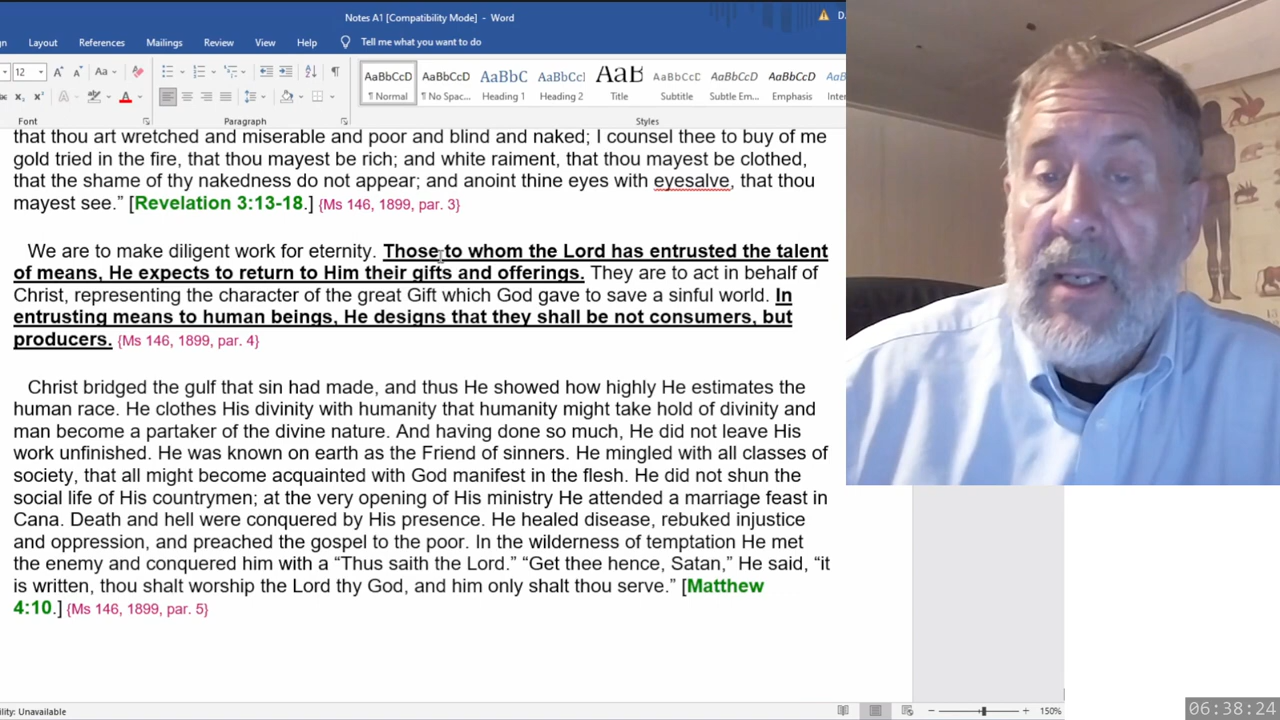 Notes A1 [Compatibility Mode] - Word
D.
Layout References Mailings Review View Help Tell me what you want to do
12
Aa
AaBbCcD AaBbCcD AaBbC AaBbCcI AaB AaBbCcD AaBbCcD AaBbCcD
¶ Normal ¶ No Spac... Heading 1 Heading 2 Title Subtitle Subtle Em... Emphasis
Font Paragraph Styles
that thou art wretched and miserable and poor and blind and naked; I counsel thee to buy of me
gold tried in the fire, that thou mayest be rich; and white raiment, that thou mayest be clothed,
that the shame of thy nakedness do not appear; and anoint thine eyes with eyesalve, that thou
mayest see.” [Revelation 3:13-18.] {Ms 146, 1899, par. 3}
We are to make diligent work for eternity. Those to whom the Lord has entrusted the talent
of means, He expects to return to Him their gifts and offerings. They are to act in behalf of
Christ, representing the character of the great Gift which God gave to save a sinful world. In
entrusting means to human beings, He designs that they shall be not consumers, but
producers. {Ms 146, 1899, par. 4}
Christ bridged the gulf that sin had made, and thus He showed how highly He estimates the
human race. He clothes His divinity with humanity that humanity might take hold of divinity and
man become a partaker of the divine nature. And having done so much, He did not leave His
work unfinished. He was known on earth as the Friend of sinners. He mingled with all classes of
society, that all might become acquainted with God manifest in the flesh. He did not shun the
social life of His countrymen; at the very opening of His ministry He attended a marriage feast in
Cana. Death and hell were conquered by His presence. He healed disease, rebuked injustice
and oppression, and preached the gospel to the poor. In the wilderness of temptation He met
the enemy and conquered him with a “Thus saith the Lord.” “Get thee hence, Satan,” He said, “it
is written, thou shalt worship the Lord thy God, and him only shalt thou serve.” [Matthew
4:10.] {Ms 146, 1899, par. 5}
ility: Unavailable
150%
06:38:24